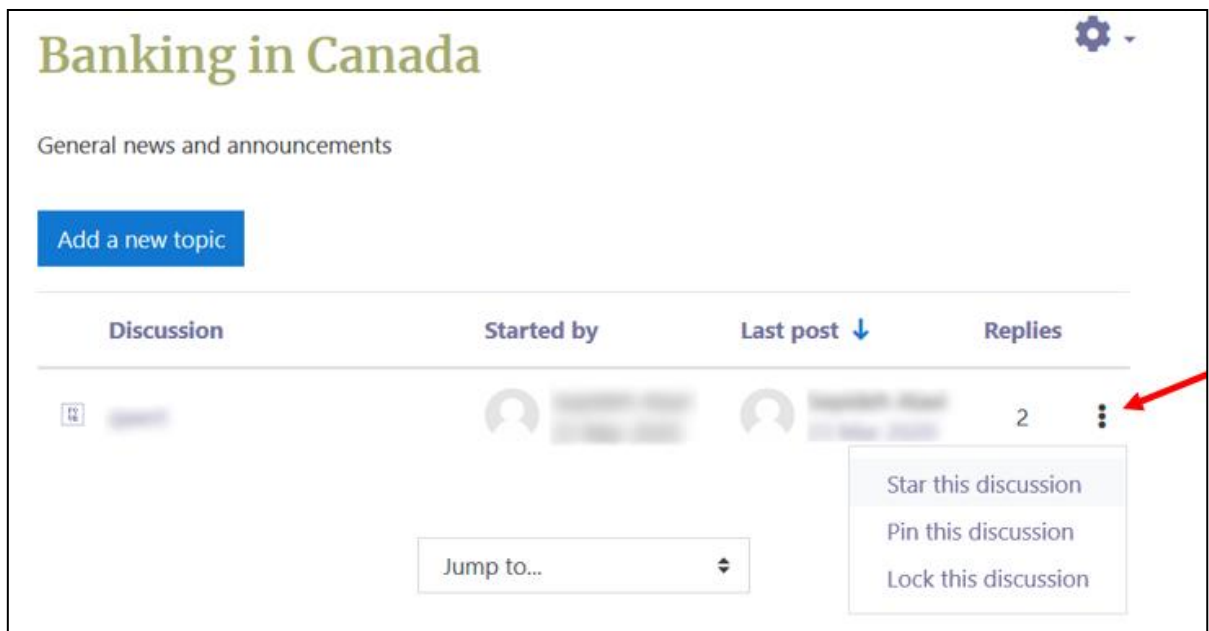 Banking in Canada
General news and announcements
Add a new topic
Discussion Started by Last post Replies
2
Star this discussion
Pin this discussion
Lock this discussion
Jump to...